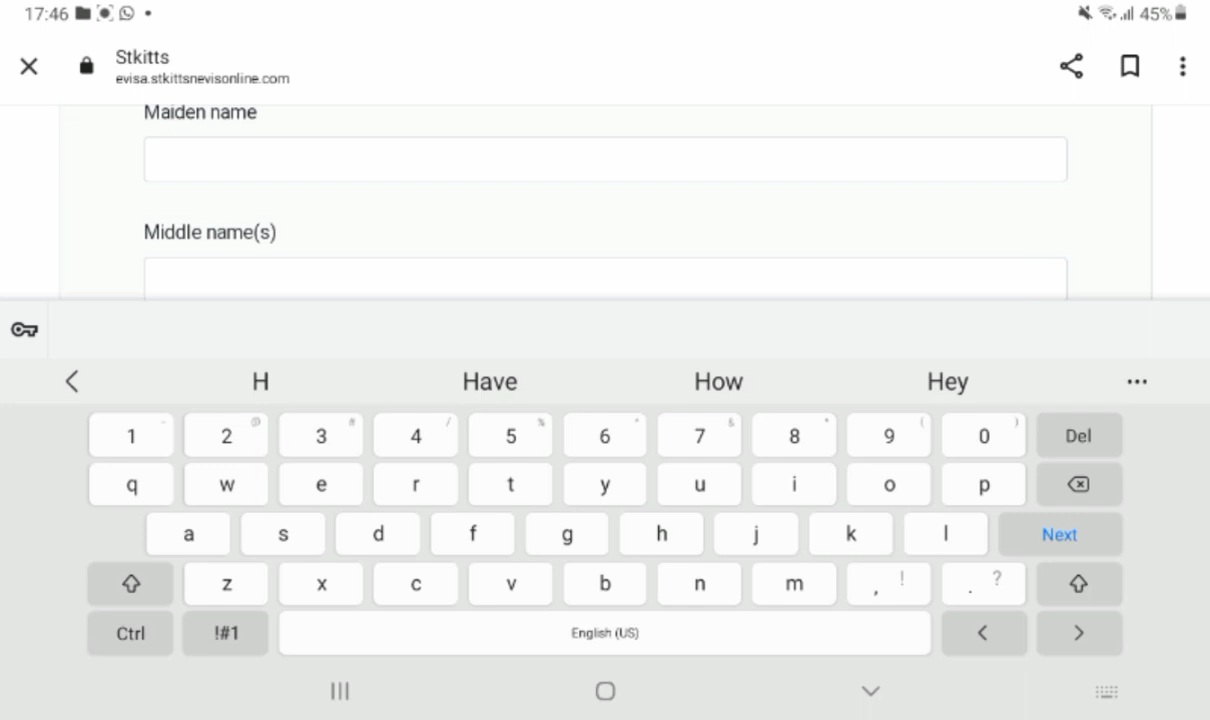 17:46 45%
Stkitts
evisa.stkittsnevisonline.com
Maiden name
Middle name(s)
H Have How Hey
1 - 2 @ 3 # 4 / 5 % 6 ^ 7 & 8 * 9 ( 0 ) Del
q w e r t y u i o p
a s d f g h j k l Next
z x c v b n m , ! . ?
Ctrl !#1 English (US) < >